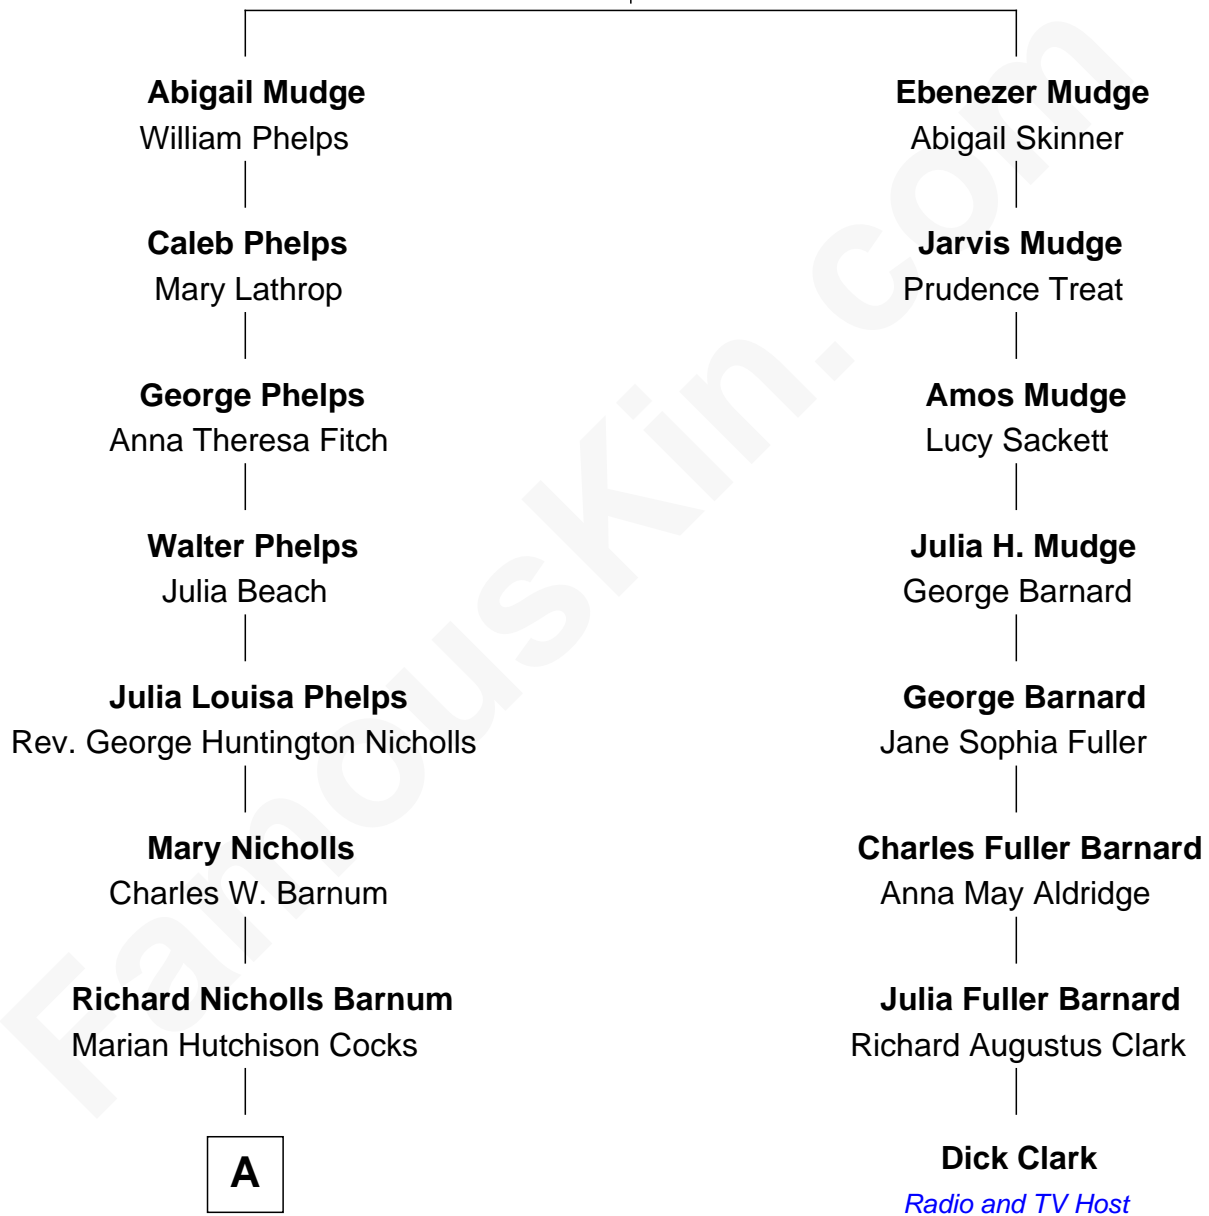 Abigail Mudge
William Phelps
Caleb Phelps
Mary Lathrop
George Phelps
Anna Theresa Fitch
Walter Phelps
Julia Beach
Julia Louisa Phelps
Rev. George Huntington Nicholls
Mary Nicholls
Charles W. Barnum
Richard Nicholls Barnum
Marian Hutchison Cocks
A
Ebenezer Mudge
Abigail Skinner
Jarvis Mudge
Prudence Treat
Amos Mudge
Lucy Sackett
Julia H. Mudge
George Barnard
George Barnard
Jane Sophia Fuller
Charles Fuller Barnard
Anna May Aldridge
Julia Fuller Barnard
Richard Augustus Clark
Dick Clark
Radio and TV Host
FamousKin.com